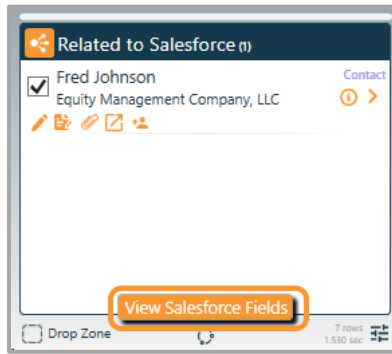 Related to Salesforce (1)
Fred Johnson
Contact
Equity Management Company, LLC
View Salesforce Fields
Drop Zone
7 rows
1.530 sec